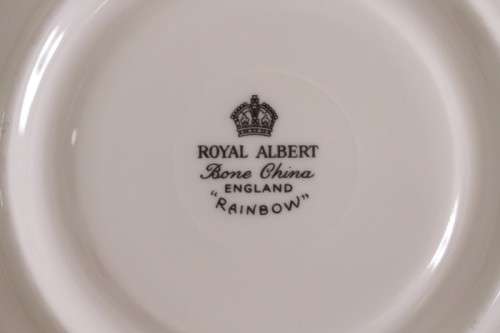 ROYAL ALBERT
Bone China
ENGLAND
"RAINBOW"